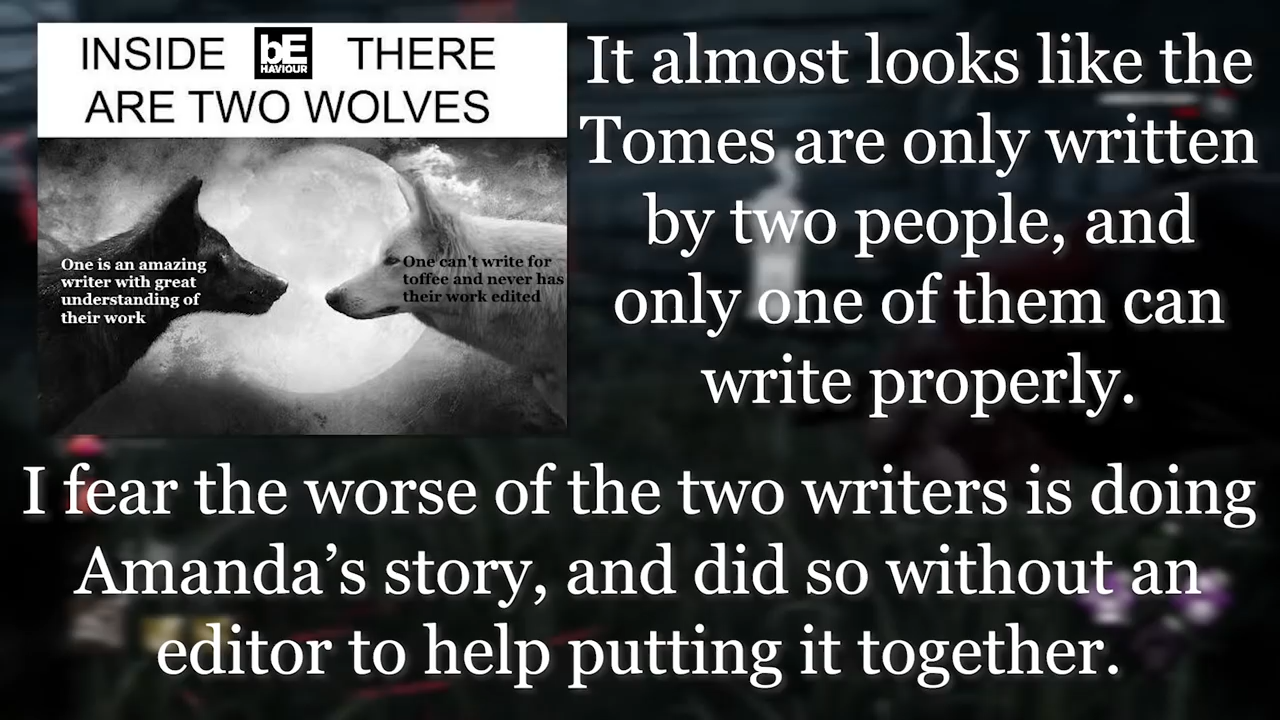 INSIDE bE HAVIOUR THERE
ARE TWO WOLVES
One is an amazing
writer with great
understanding of
their work
One can't write for
toffee and never has
their work edited
It almost looks like the
Tomes are only written
by two people, and
only one of them can
write properly.
I fear the worse of the two writers is doing
Amanda’s story, and did so without an
editor to help putting it together.